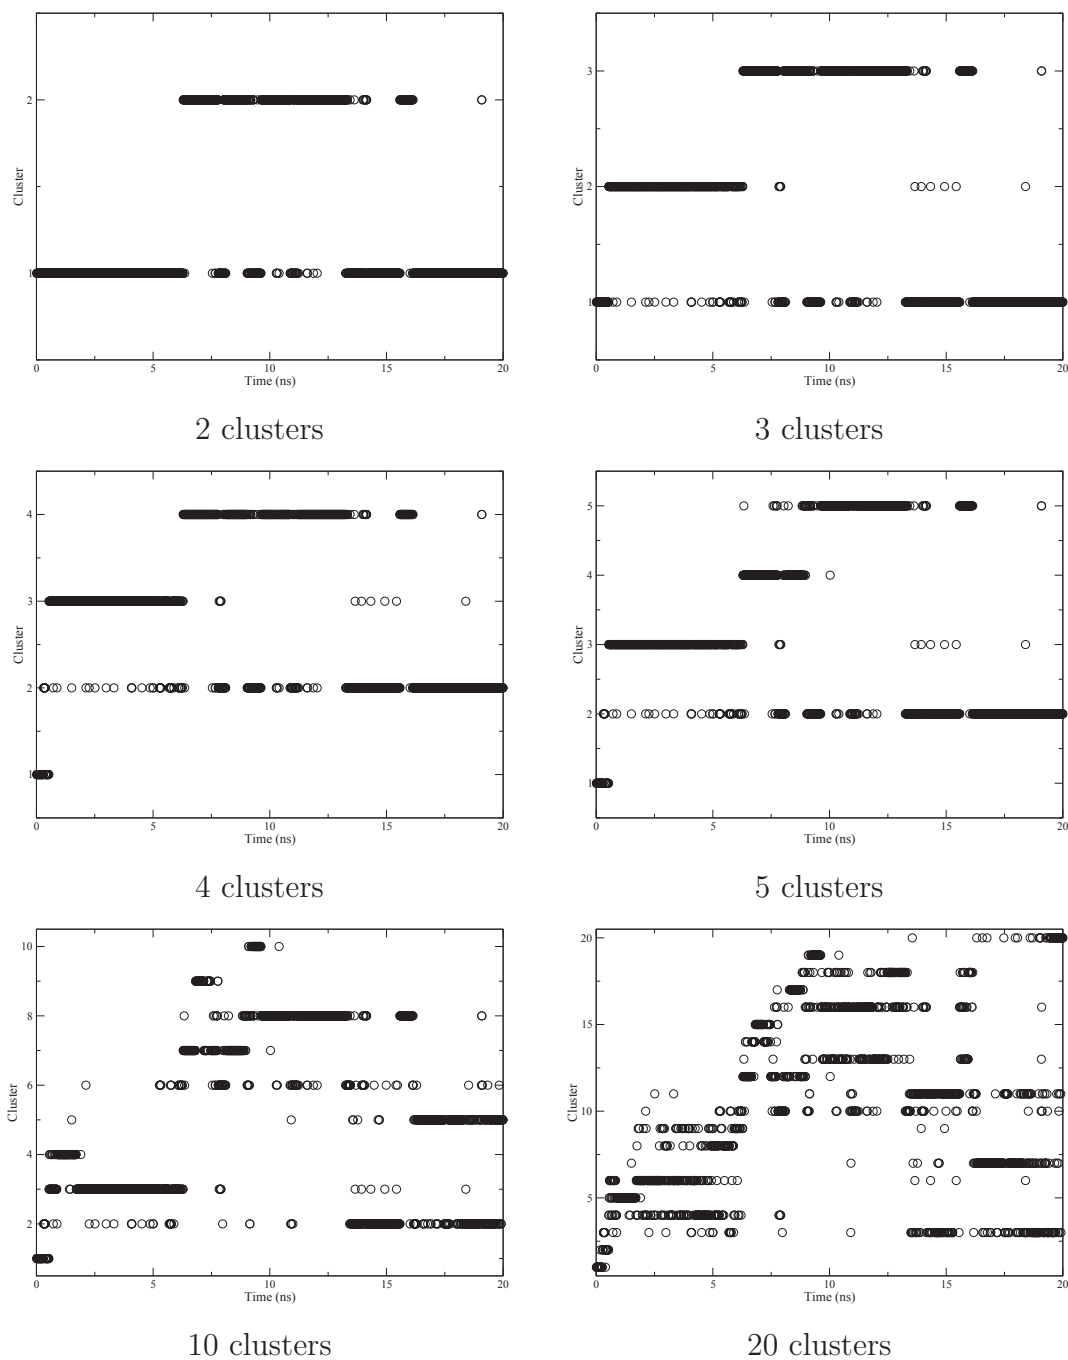 2
1
Cluster
0 5 10 15 20
Time (ns)
2 clusters
3
2
1
Cluster
0 5 10 15 20
Time (ns)
3 clusters
4
3
2
1
Cluster
0 5 10 15 20
Time (ns)
4 clusters
5
4
3
2
1
Cluster
0 5 10 15 20
Time (ns)
5 clusters
10
8
6
4
2
Cluster
0 5 10 15 20
Time (ns)
10 clusters
20
15
10
5
Cluster
0 5 10 15 20
Time (ns)
20 clusters